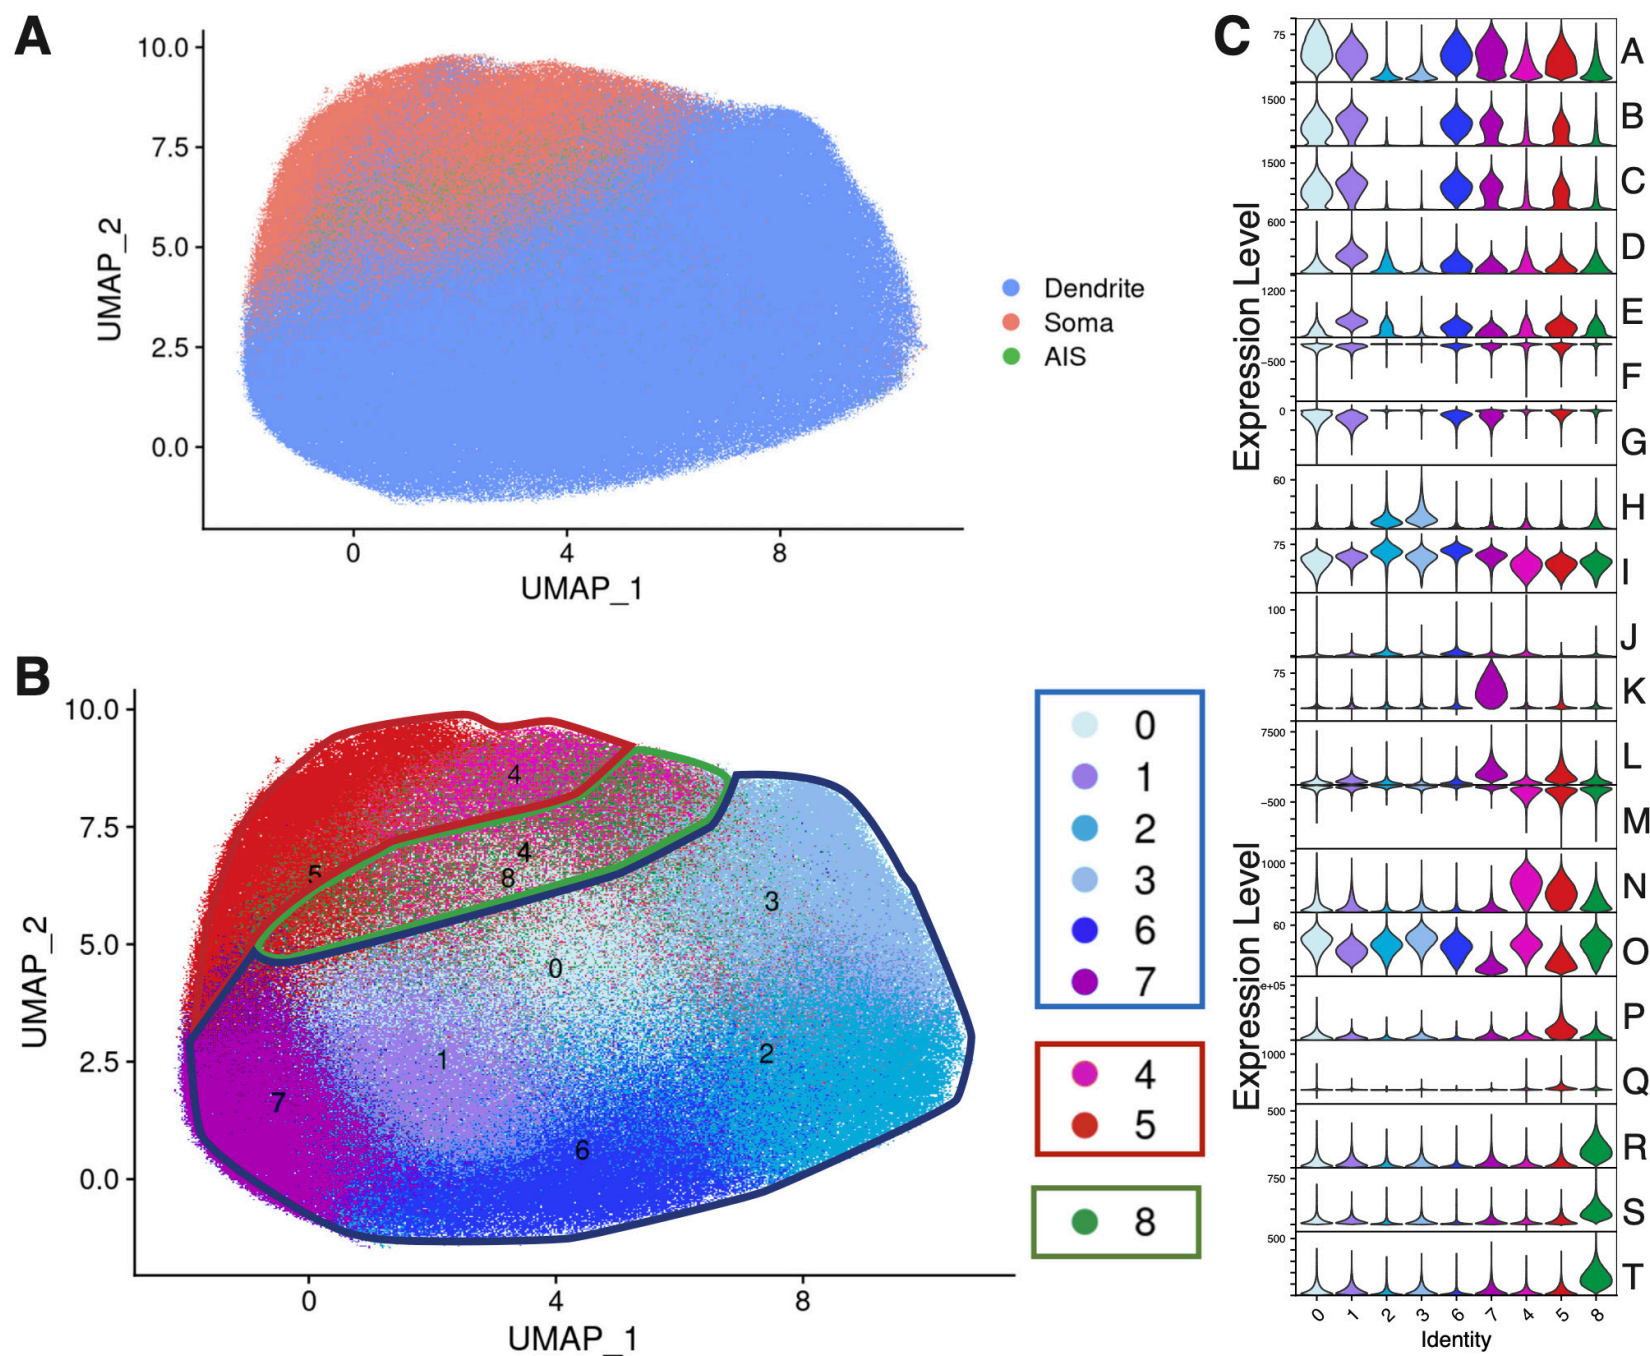 A
10.0
7.5
5.0
2.5
0.0
UMAP_2
0 4 8
UMAP_1
Dendrite
Soma
AIS
B
10.0
7.5
5.0
2.5
0.0
UMAP_2
0 4 8
UMAP_1
4
4
5
8
3
0
1
2
7
6
0
1
2
3
6
7
4
5
8
C
Expression Level
Expression Level
75 A
1500 B
1500 C
600 D
1200 E
−500 F
0 G
60 H
75 I
100 J
75 K
7500 L
−500 M
1000 N
60 O
e+05 P
1000 Q
500 R
750 S
500 T
0 1 2 3 6 7 4 5 8
Identity